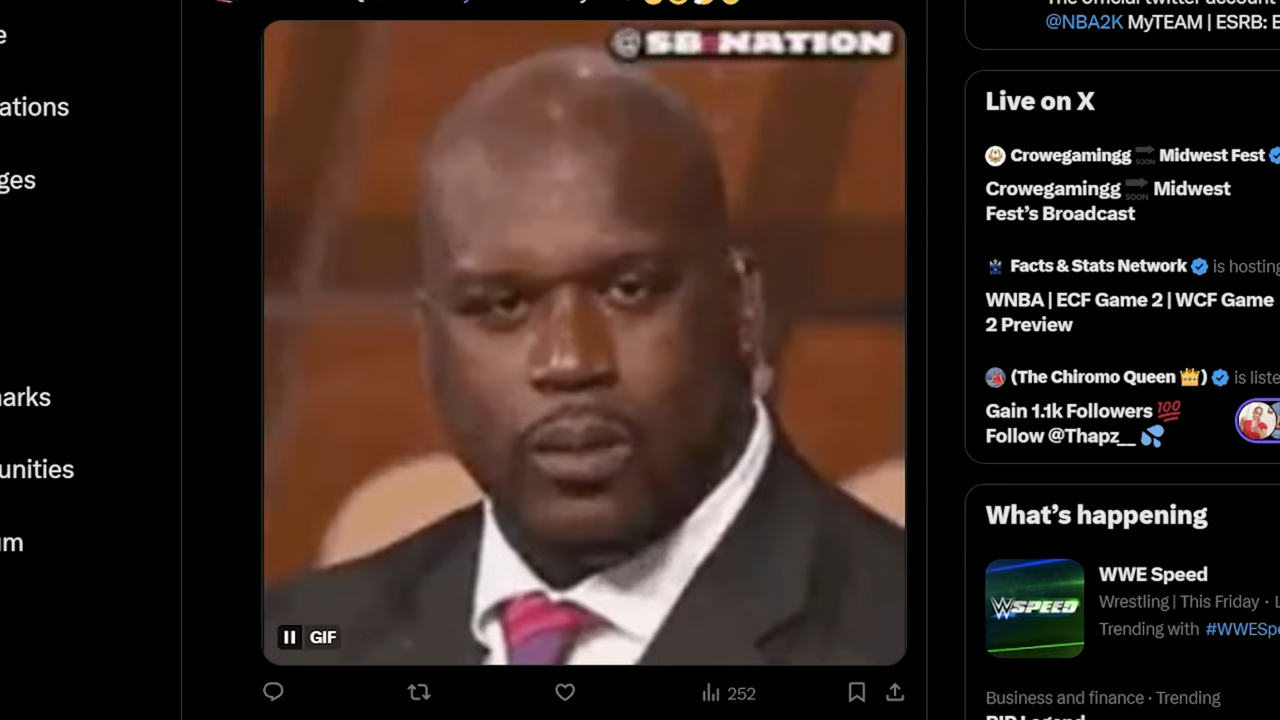 e
ations
ges
arks
unities
um
@SB NATION
GIF
252
@NBA2K MyTEAM | ESRB: E
Live on X
Crowegamingg SOON Midwest Fest
Crowegamingg SOON Midwest
Fest's Broadcast
Facts & Stats Network is hosting
WNBA | ECF Game 2 | WCF Game
2 Preview
(The Chiromo Queen 👑) is liste
Gain 1.1k Followers 💯
Follow @Thapz__ 💦
What's happening
WWE Speed
W SPEED
Wrestling | This Friday · L
Trending with #WWESpe
Business and finance · Trending